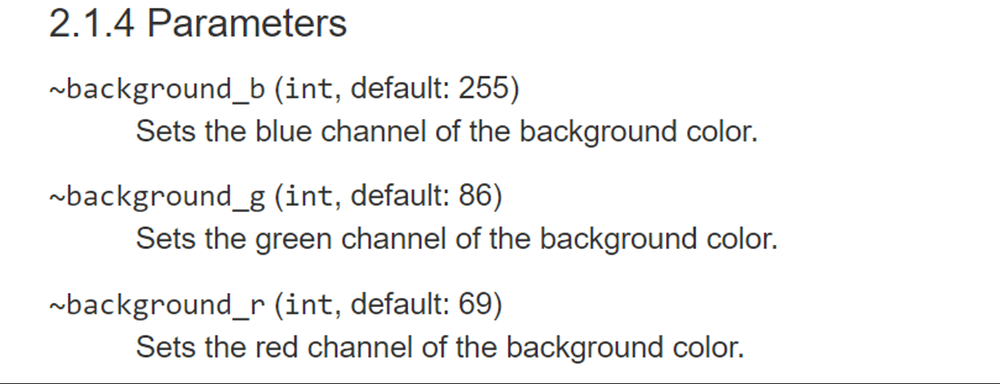 2.1.4 Parameters
~background_b (int, default: 255)
Sets the blue channel of the background color.
~background_g (int, default: 86)
Sets the green channel of the background color.
~background_r (int, default: 69)
Sets the red channel of the background color.